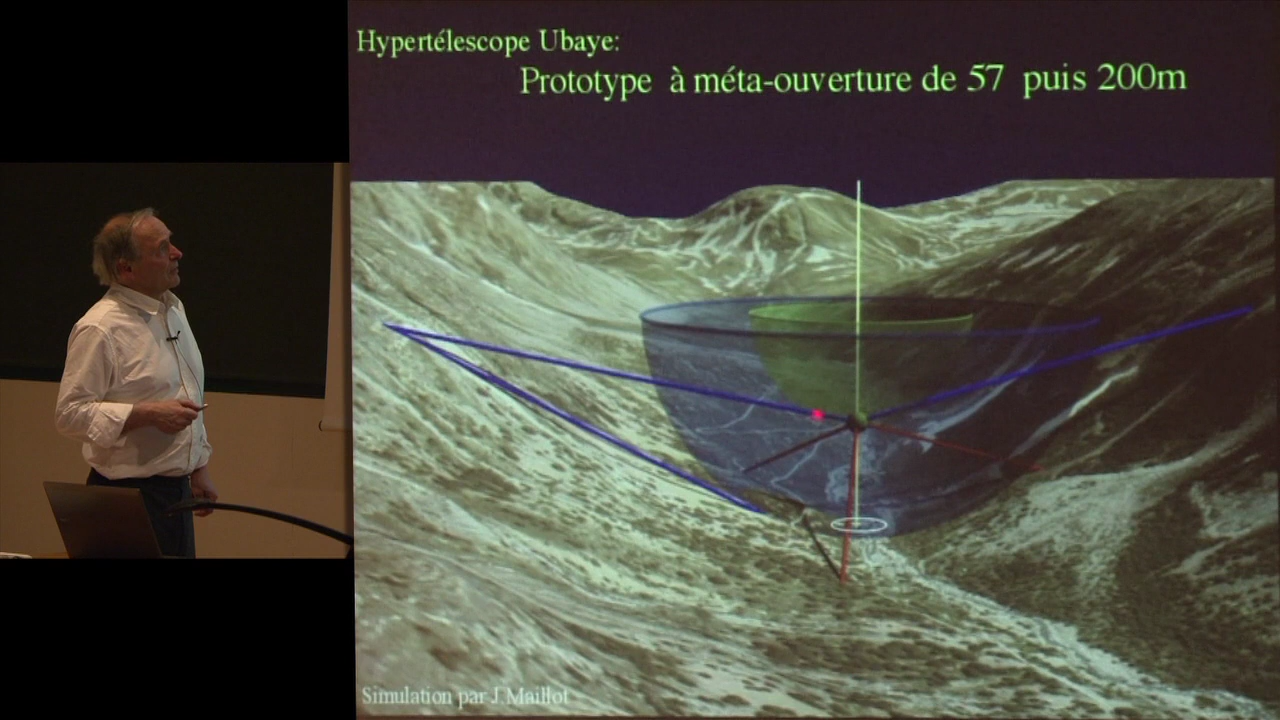 Hypertélescope Ubaye:
Prototype à méta-ouverture de 57 puis 200m
Simulation par J.Maillot